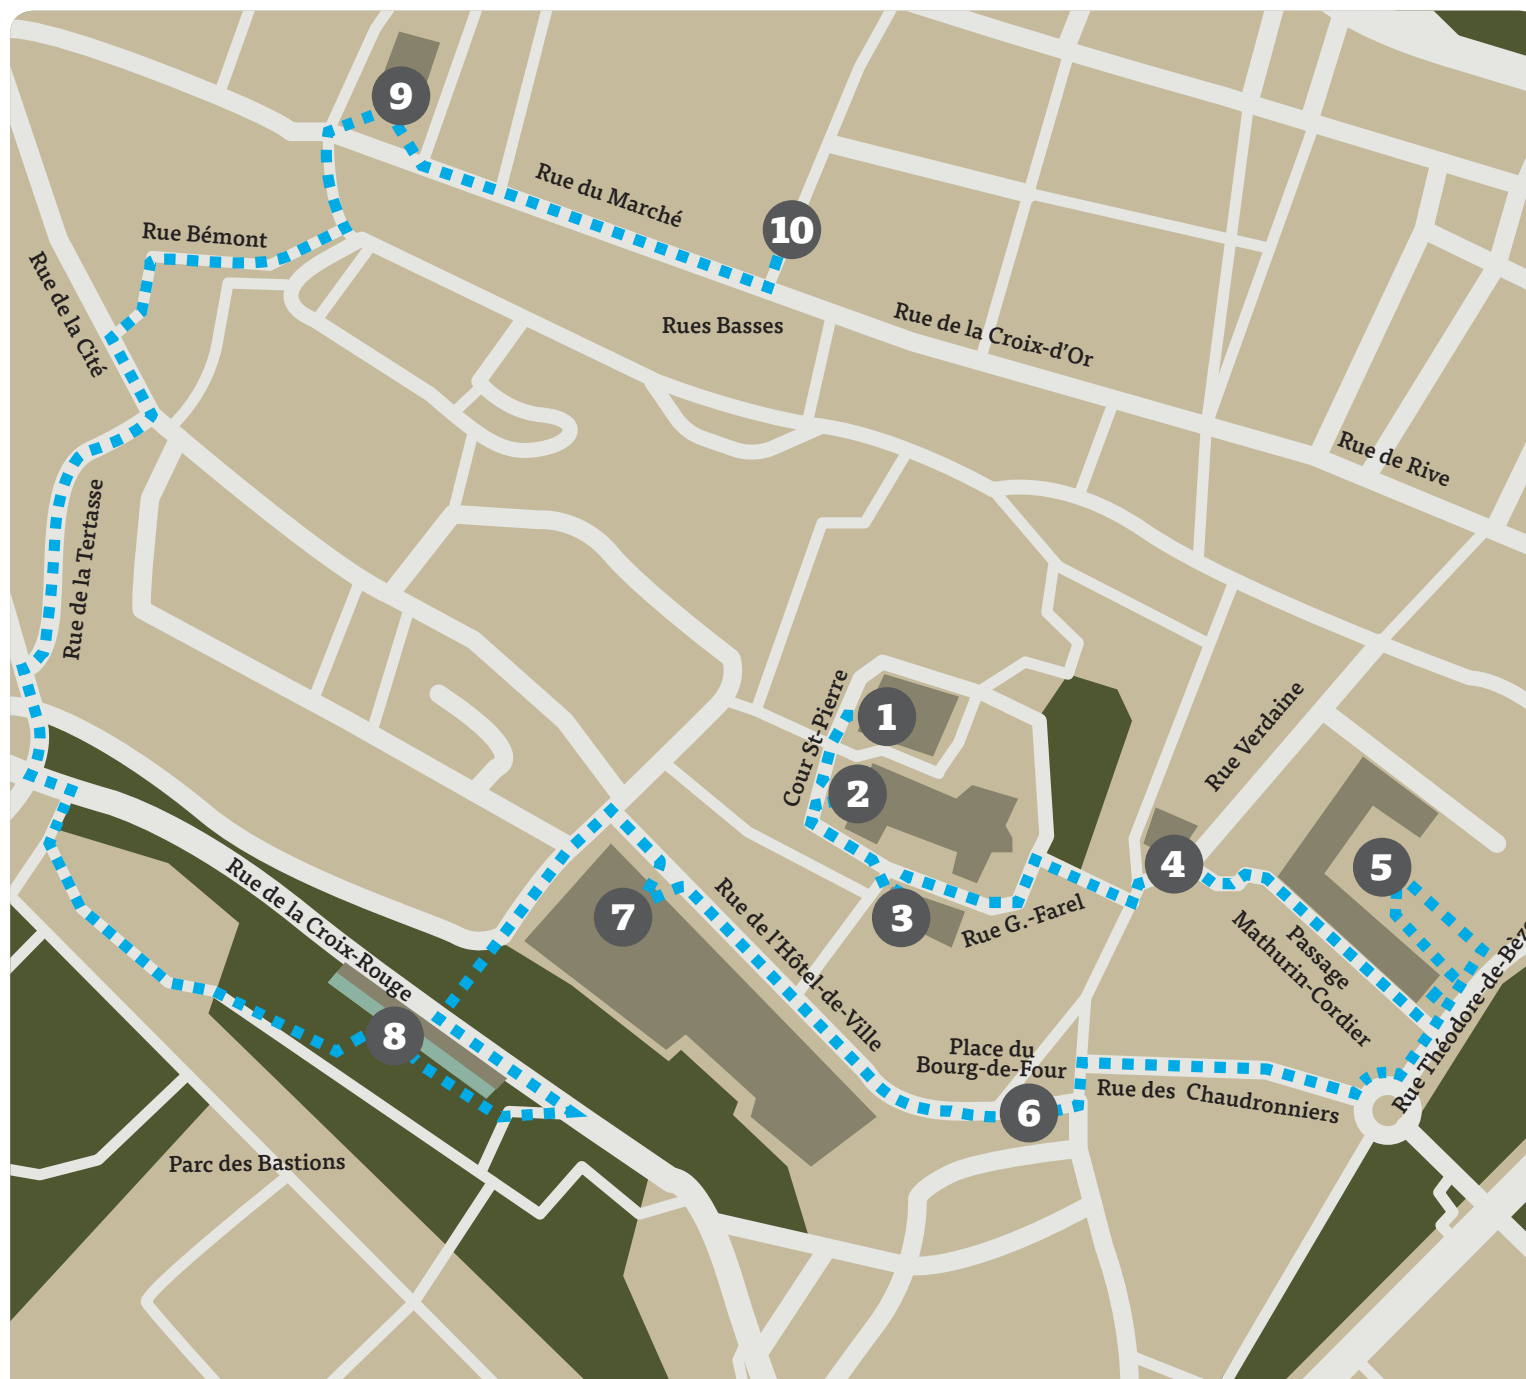 9
Rue du Marché
10
Rue Bémont
Rue de la Cité
Rues Basses
Rue de la Croix-d'Or
Rue de Rive
Rue de la Tertasse
Cour St-Pierre
1
2
Rue Verdaine
4
5
3
Rue G.-Farel
7
Rue de l'Hôtel-de-Ville
Passage
Mathurin-Cordier
Rue de la Croix-Rouge
8
Place du
Bourg-de-Four
6
Rue des Chaudronniers
Rue Théodore-de-Bèze
Parc des Bastions